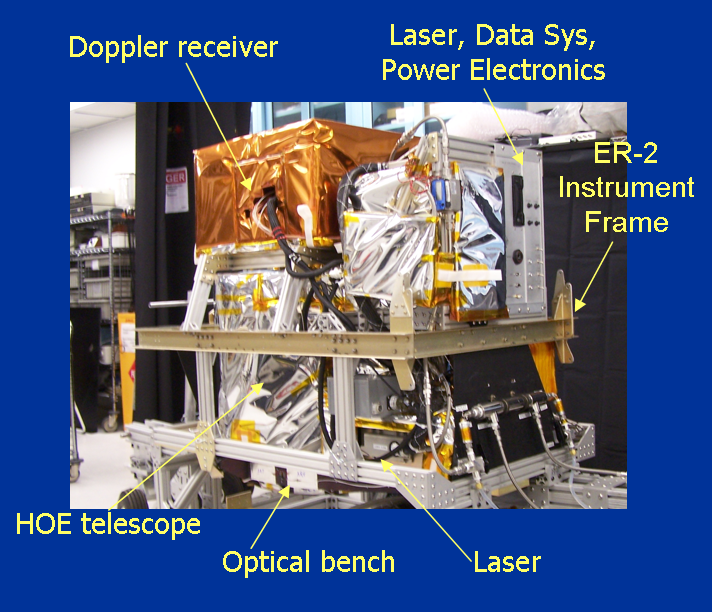 Doppler receiver
Laser, Data Sys,
Power Electronics
ER-2
Instrument
Frame
HOE telescope
Optical bench
Laser